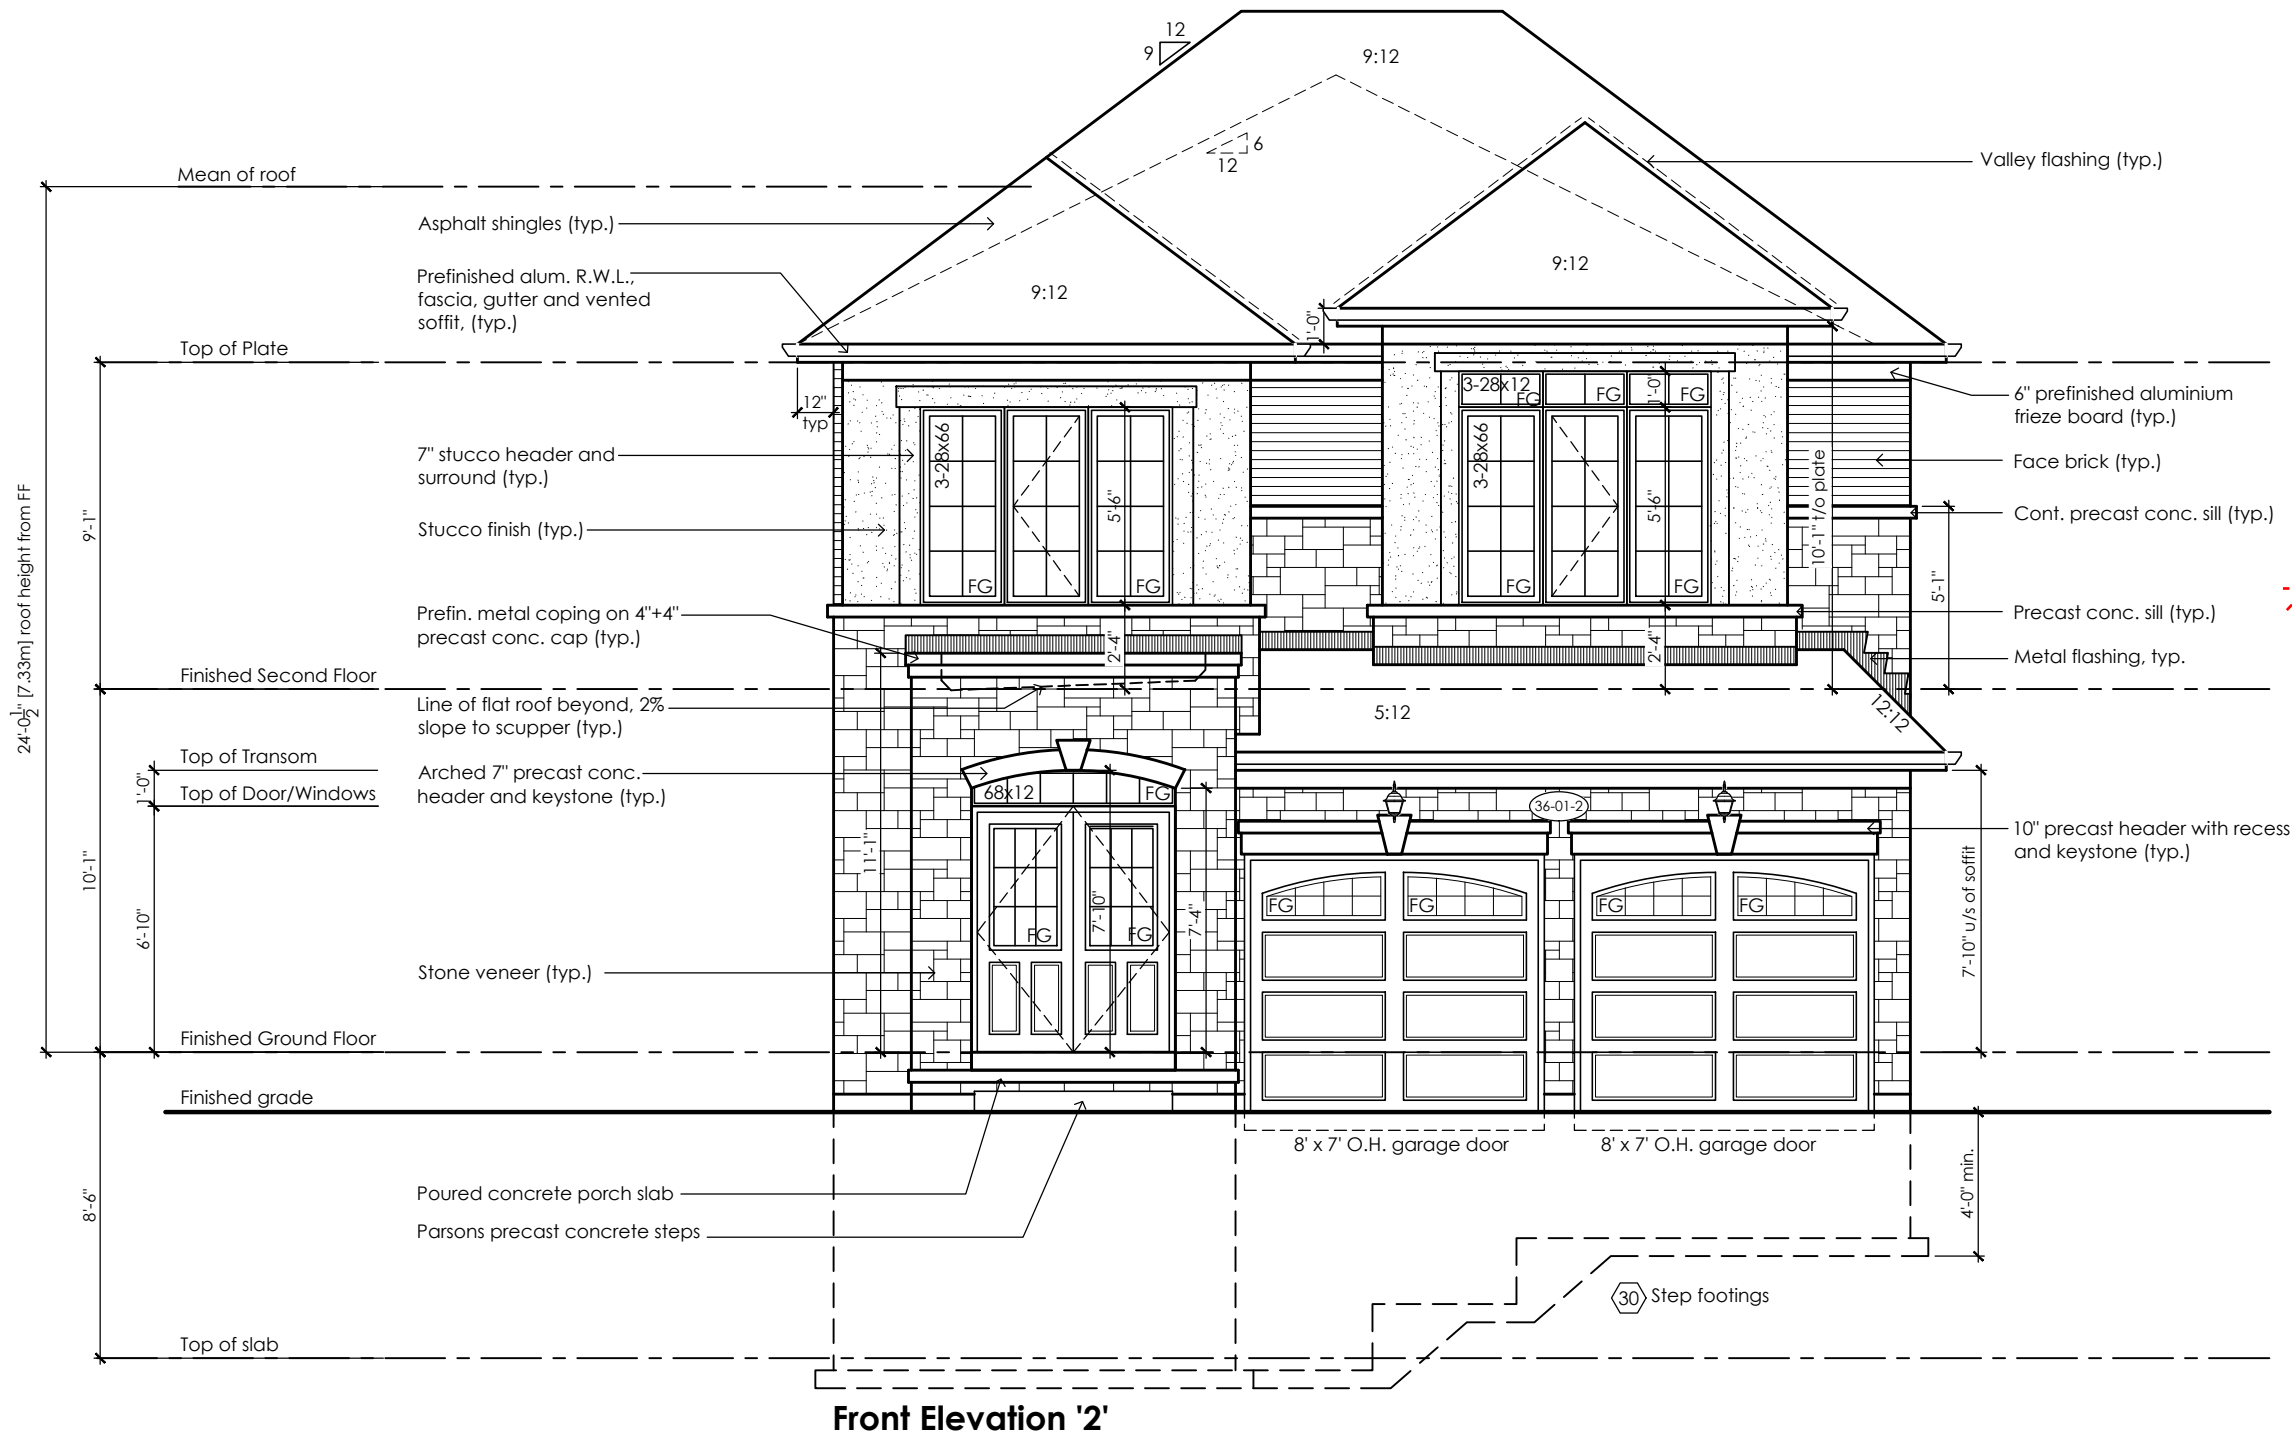 12
9
9:12
6
12
Mean of roof
Valley flashing (typ.)
Asphalt shingles (typ.)
Prefinished alum. R.W.L.,
fascia, gutter and vented
soffit, (typ.)
9:12
9:12
1'-0"
Top of Plate
12"
typ
3-28x12
FG
FG
FG
1'-0"
6" prefinished aluminium
frieze board (typ.)
7" stucco header and
surround (typ.)
3-28x66
5'-6"
FG
FG
3-28x66
5'-6"
FG
FG
10'-1" t/o plate
Face brick (typ.)
9'-1"
24'-0 1/2" [7.33m] roof height from FF
Stucco finish (typ.)
Cont. precast conc. sill (typ.)
5'-1"
Prefin. metal coping on 4"+4"
precast conc. cap (typ.)
2'-4"
2'-4"
Precast conc. sill (typ.)
Metal flashing, typ.
Finished Second Floor
Line of flat roof beyond, 2%
slope to scupper (typ.)
5:12
12:12
Top of Transom
1'-0"
Top of Door/Windows
Arched 7" precast conc.
header and keystone (typ.)
68x12
FG
36-01-2
10" precast header with recess
and keystone (typ.)
10'-1"
6'-10"
11'-1"
7'-10"
7'-4"
FG
FG
FG
FG
FG
FG
7'-10" u/s of soffit
Stone veneer (typ.)
Finished Ground Floor
Finished grade
8' x 7' O.H. garage door
8' x 7' O.H. garage door
8'-6"
4'-0" min.
Poured concrete porch slab
Parsons precast concrete steps
30
Step footings
Top of slab
Front Elevation '2'